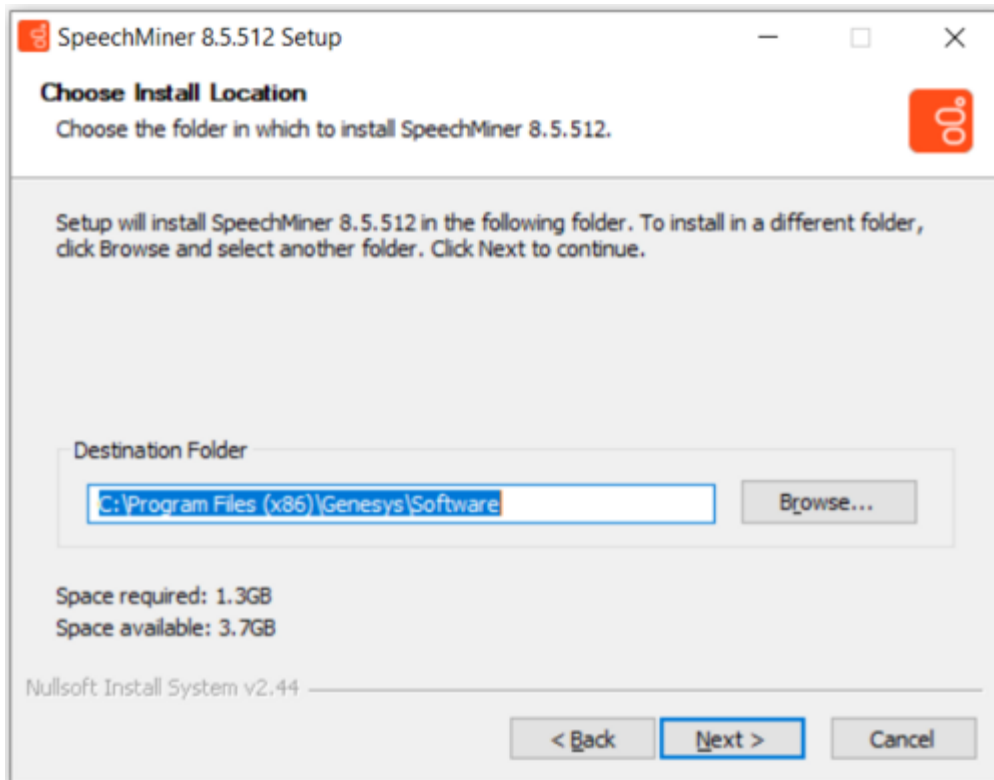 SpeechMiner 8.5.512 Setup
Choose Install Location
Choose the folder in which to install SpeechMiner 8.5.512.
Setup will install SpeechMiner 8.5.512 in the following folder. To install in a different folder,
click Browse and select another folder. Click Next to continue.
Destination Folder
C:\Program Files (x86)\Genesys\Software
Browse...
Space required: 1.3GB
Space available: 3.7GB
Nullsoft Install System v2.44
< Back
Next >
Cancel